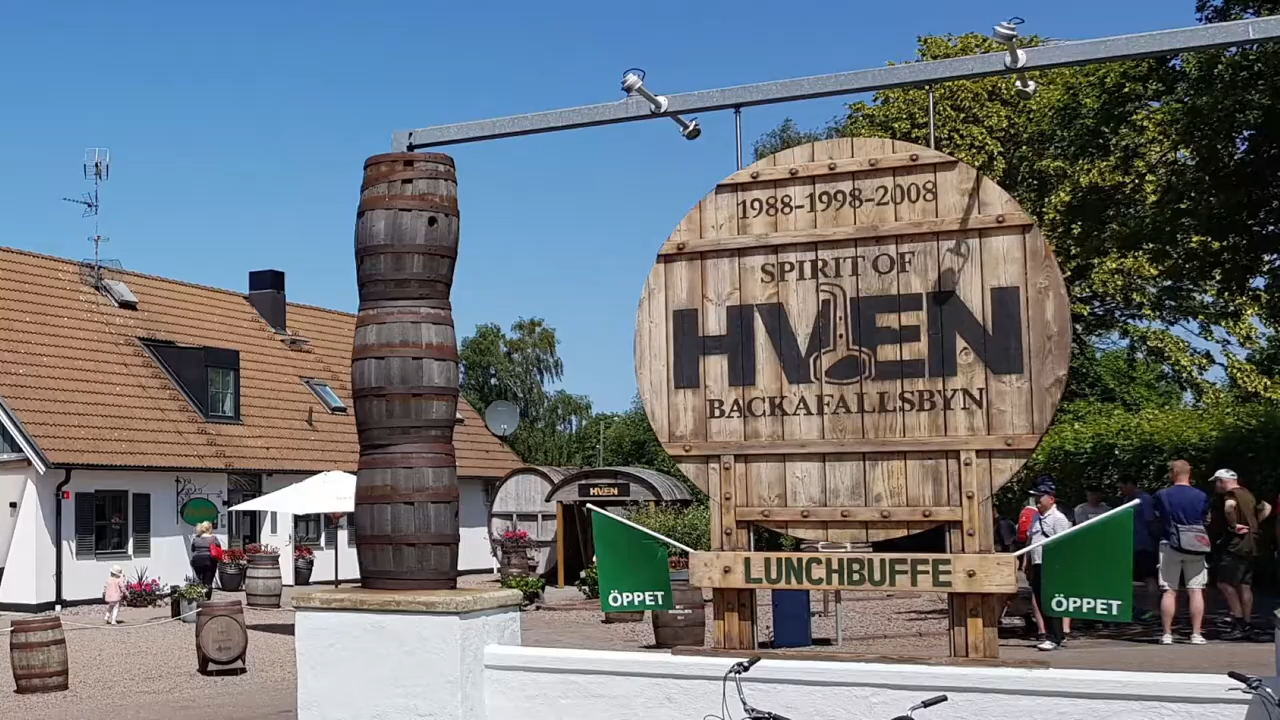 1988-1998-2008
SPIRIT OF
HVEN
BACKAFALLSBYN
HVEN
LUNCHBUFFE
ÖPPET
ÖPPET